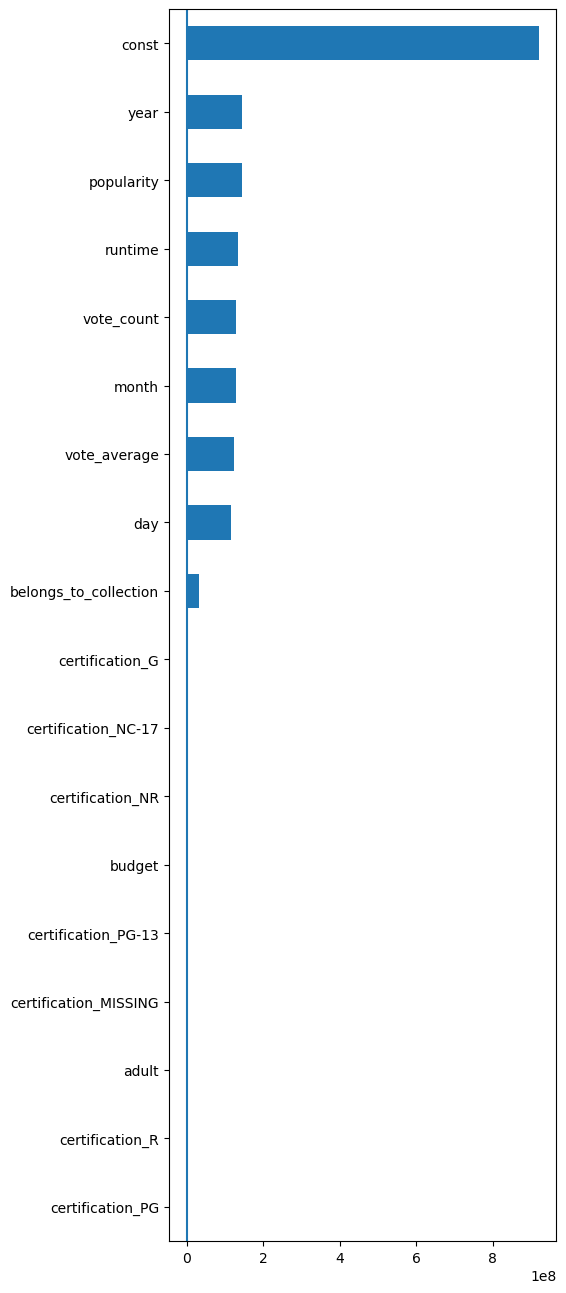 const
year
popularity
runtime
vote_count
month
vote_average
day
belongs_to_collection
certification_G
certification_NC-17
certification_NR
budget
certification_PG-13
certification_MISSING
adult
certification_R
certification_PG
0 2 4 6 8
1e8